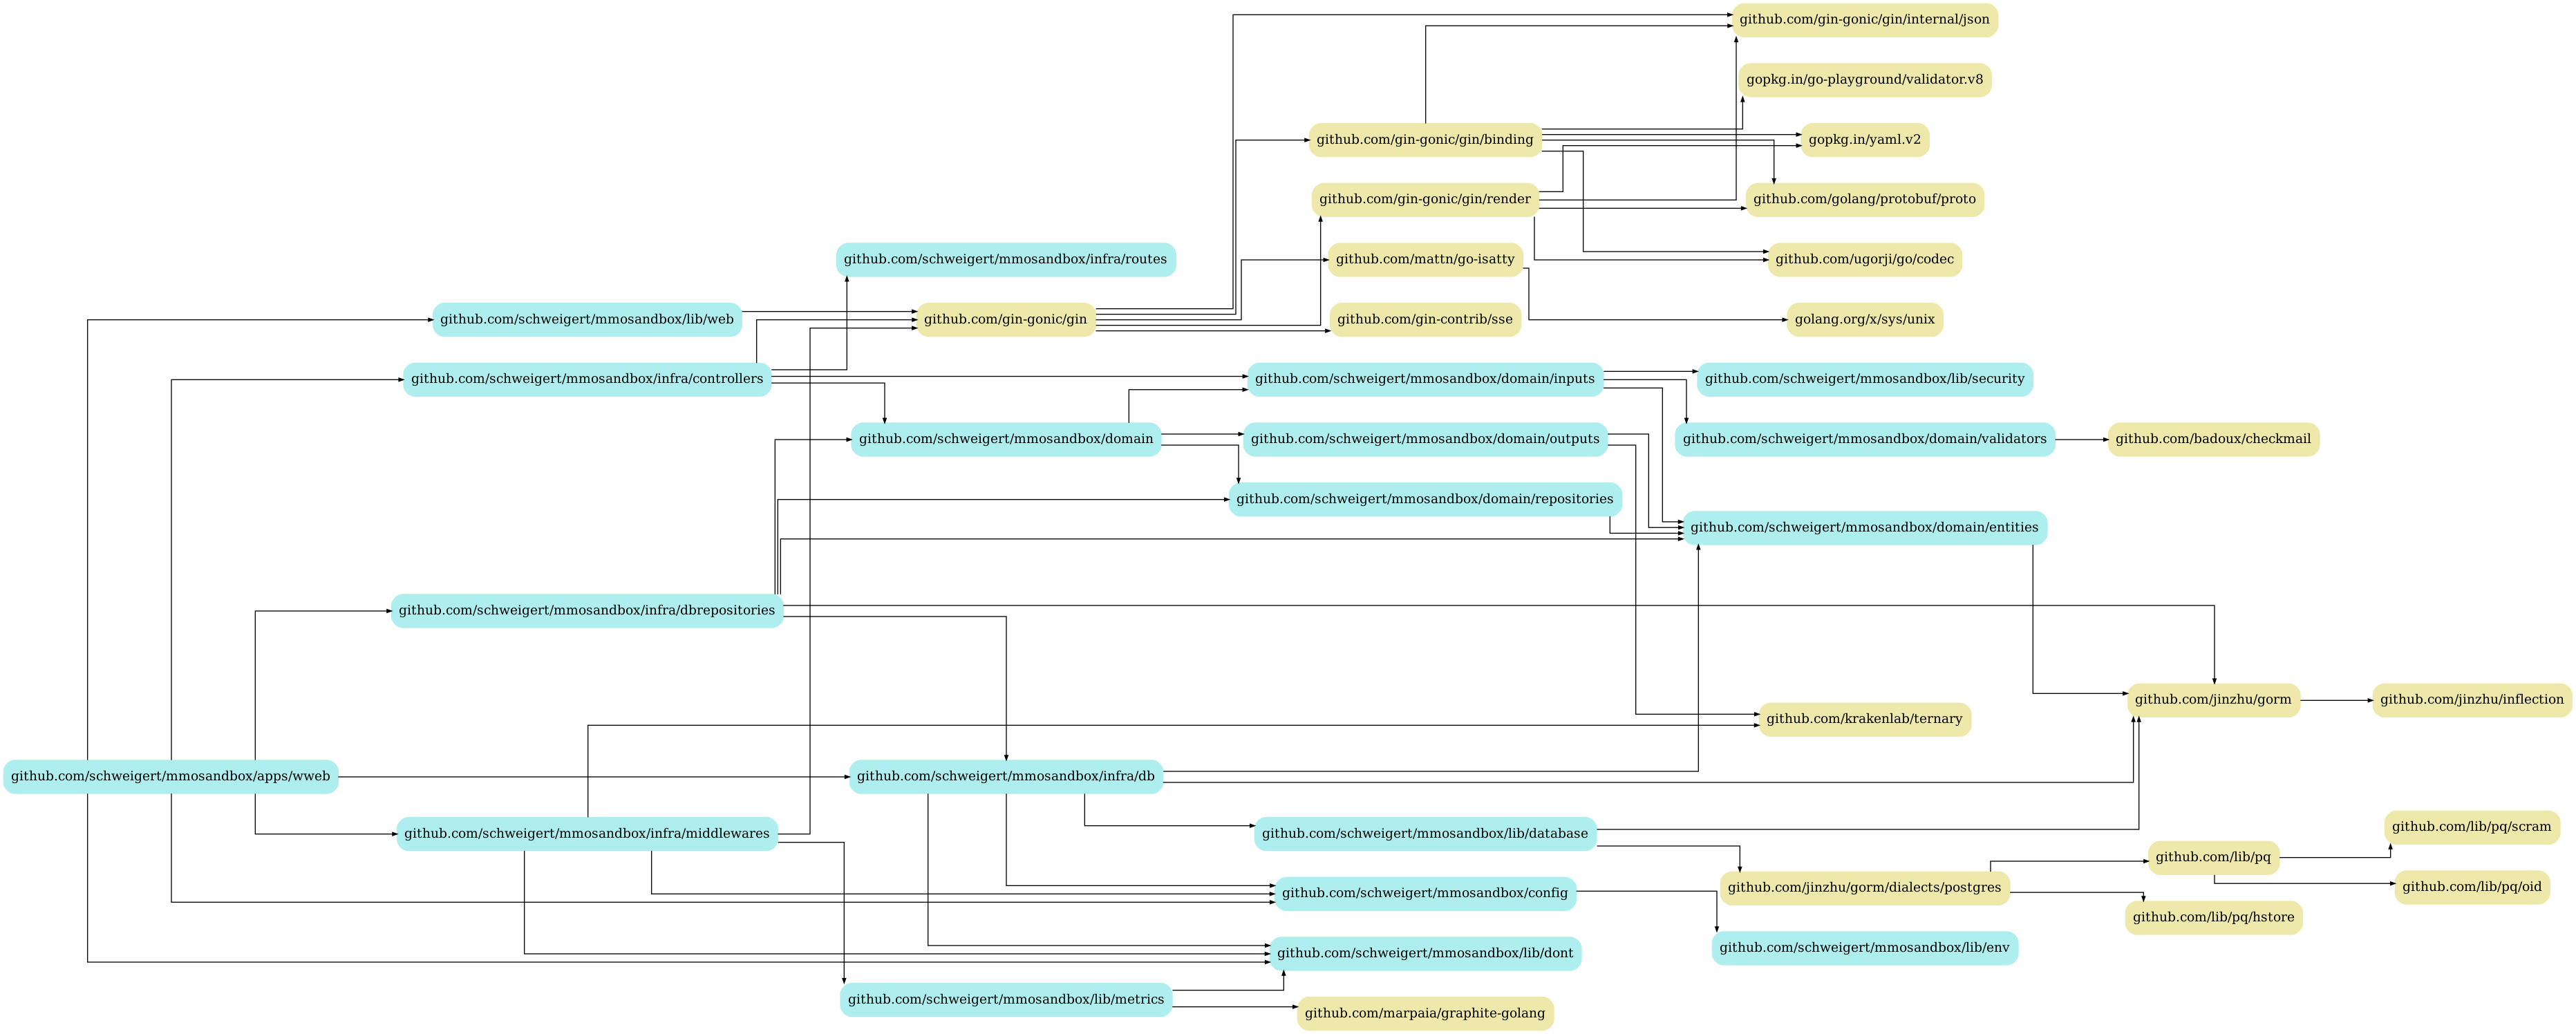 github.com/gin-gonic/gin/internal/json
gopkg.in/go-playground/validator.v8
github.com/gin-gonic/gin/binding
gopkg.in/yaml.v2
github.com/gin-gonic/gin/render
github.com/golang/protobuf/proto
github.com/schweigert/mmosandbox/infra/routes
github.com/mattn/go-isatty
github.com/ugorji/go/codec
github.com/schweigert/mmosandbox/lib/web
github.com/gin-gonic/gin
github.com/gin-contrib/sse
golang.org/x/sys/unix
github.com/schweigert/mmosandbox/infra/controllers
github.com/schweigert/mmosandbox/domain/inputs
github.com/schweigert/mmosandbox/lib/security
github.com/schweigert/mmosandbox/domain
github.com/schweigert/mmosandbox/domain/outputs
github.com/schweigert/mmosandbox/domain/validators
github.com/badoux/checkmail
github.com/schweigert/mmosandbox/domain/repositories
github.com/schweigert/mmosandbox/domain/entities
github.com/schweigert/mmosandbox/infra/dbrepositories
github.com/jinzhu/gorm
github.com/jinzhu/inflection
github.com/krakenlab/ternary
github.com/schweigert/mmosandbox/apps/wweb
github.com/schweigert/mmosandbox/infra/db
github.com/schweigert/mmosandbox/infra/middlewares
github.com/schweigert/mmosandbox/lib/database
github.com/lib/pq/scram
github.com/lib/pq
github.com/schweigert/mmosandbox/config
github.com/jinzhu/gorm/dialects/postgres
github.com/lib/pq/oid
github.com/lib/pq/hstore
github.com/schweigert/mmosandbox/lib/dont
github.com/schweigert/mmosandbox/lib/env
github.com/schweigert/mmosandbox/lib/metrics
github.com/marpaia/graphite-golang